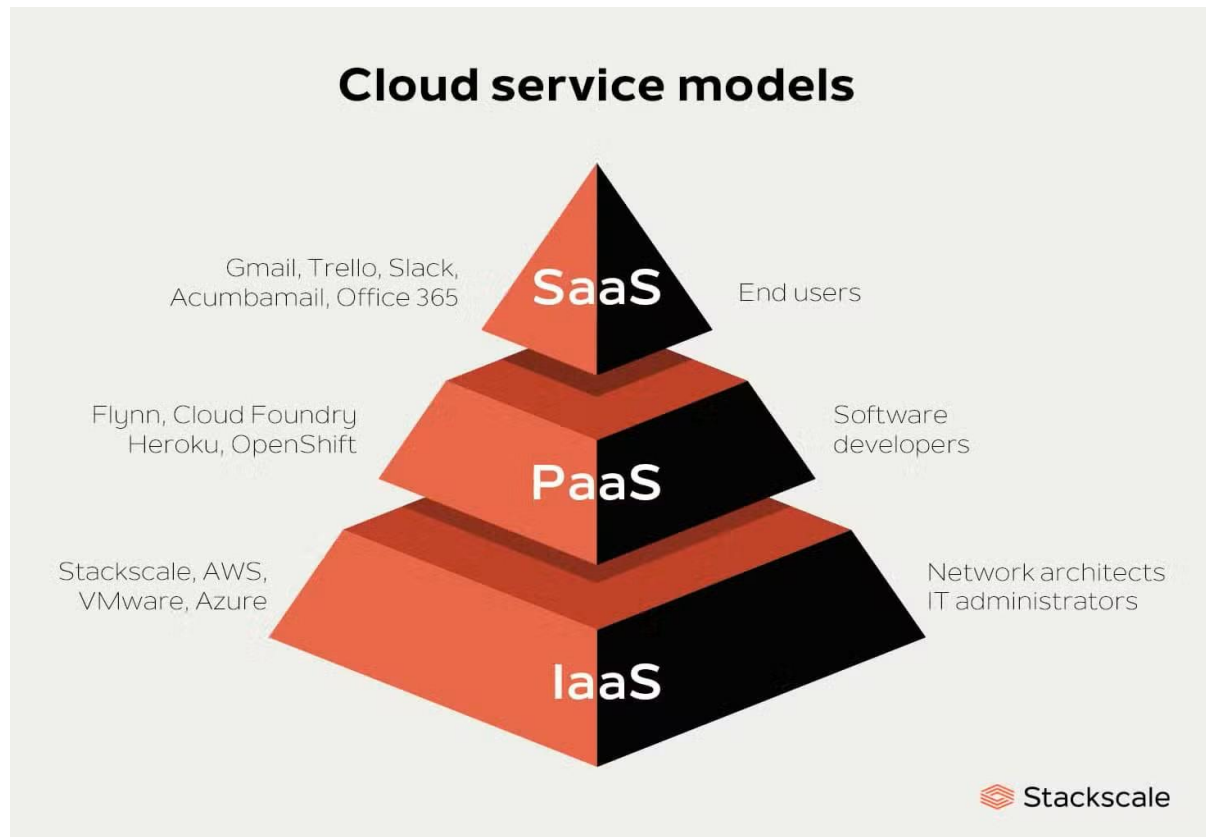 Cloud service models
Gmail, Trello, Slack,
Acumbamail, Office 365
SaaS
End users
Flynn, Cloud Foundry
Heroku, OpenShift
PaaS
Software
developers
Stackscale, AWS,
VMware, Azure
IaaS
Network architects
IT administrators
Stackscale